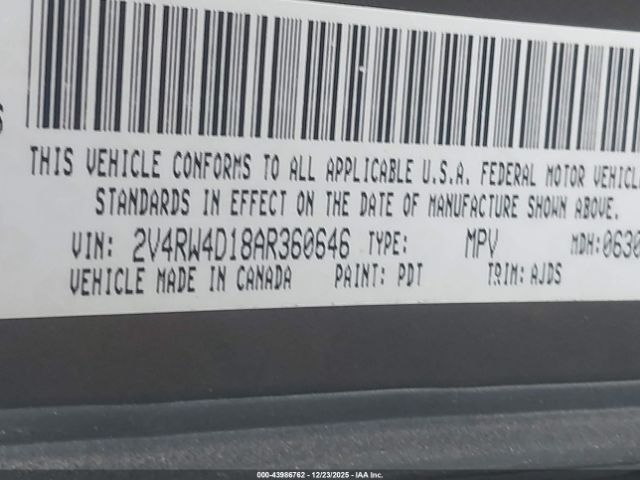 THIS VEHICLE CONFORMS TO ALL APPLICABLE U.S.A. FEDERAL MOTOR VEHICLE
STANDARDS IN EFFECT ON THE DATE OF MANUFACTURE SHOWN ABOVE.
VIN: 2V4RW4D18AR360646 TYPE: MPV MDH:0630
VEHICLE MADE IN CANADA PAINT: PDT TRIM: AJDS
000-43986762 • 12/23/2025 • IAA Inc.